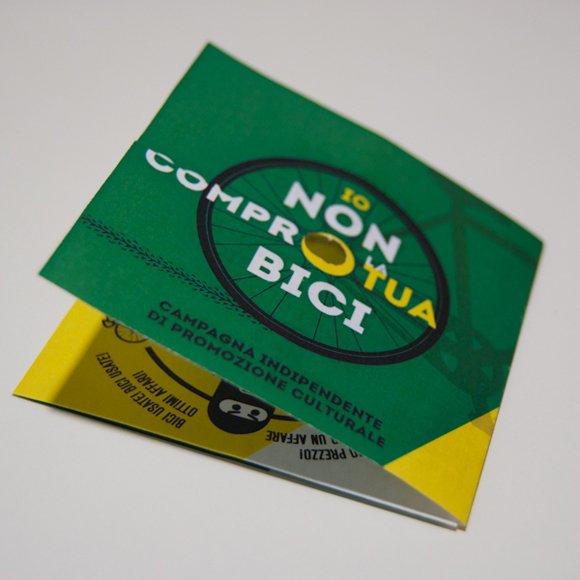 IO
NON
COMPRO LA TUA
BICI
CAMPAGNA INDIPENDENTE
DI PROMOZIONE CULTURALE
BICI USATE! BICI USATE!
OTTIMI AFFARI!
PREZZO!
UN AFFARE